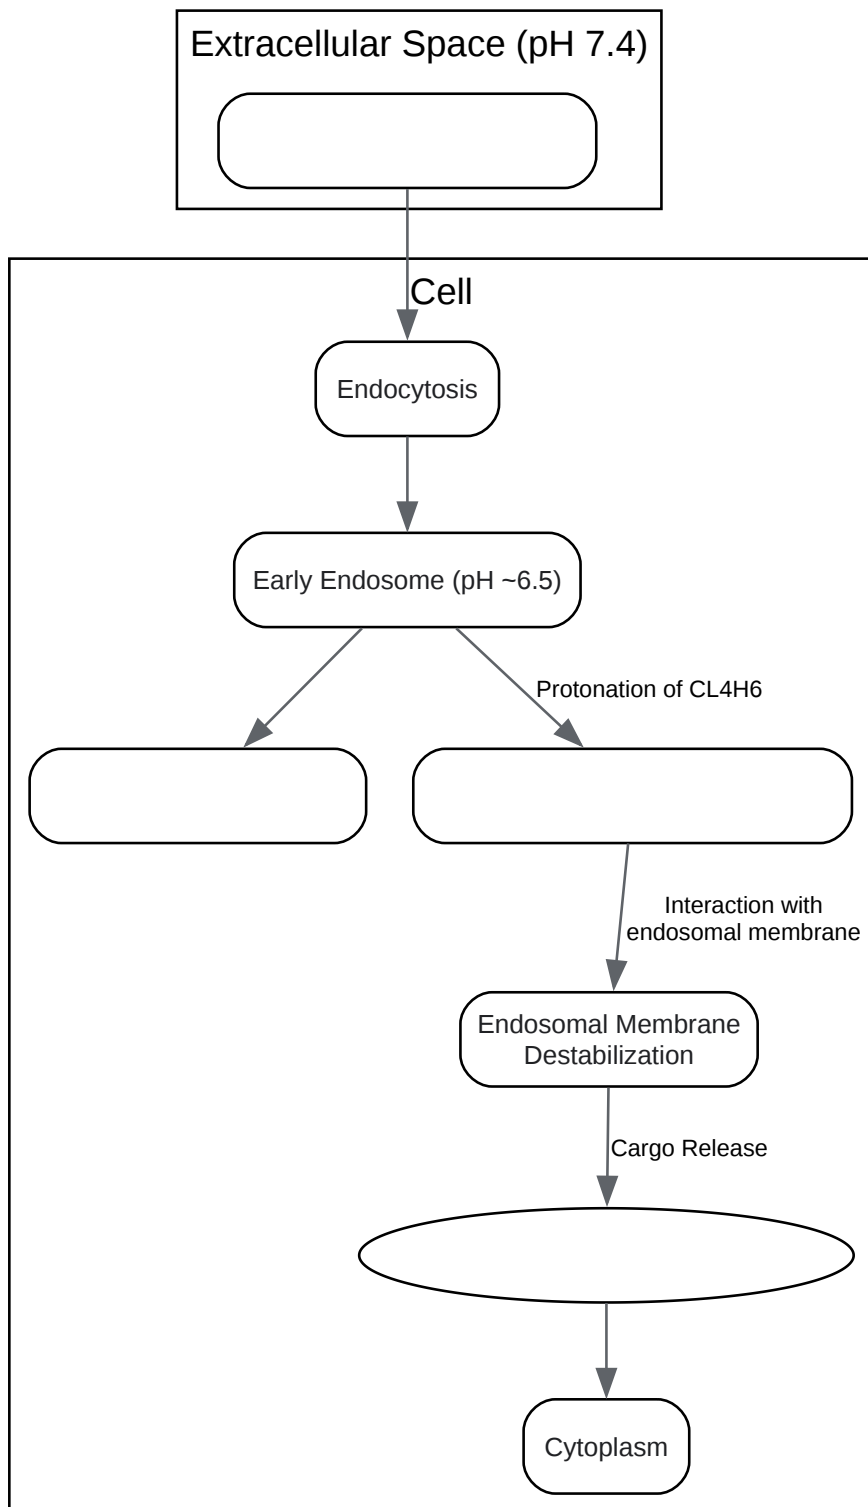 Extracellular Space (pH 7.4)
Cell
Endocytosis
Early Endosome (pH ~6.5)
Protonation of CL4H6
Interaction with
endosomal membrane
Endosomal Membrane
Destabilization
Cargo Release
Cytoplasm